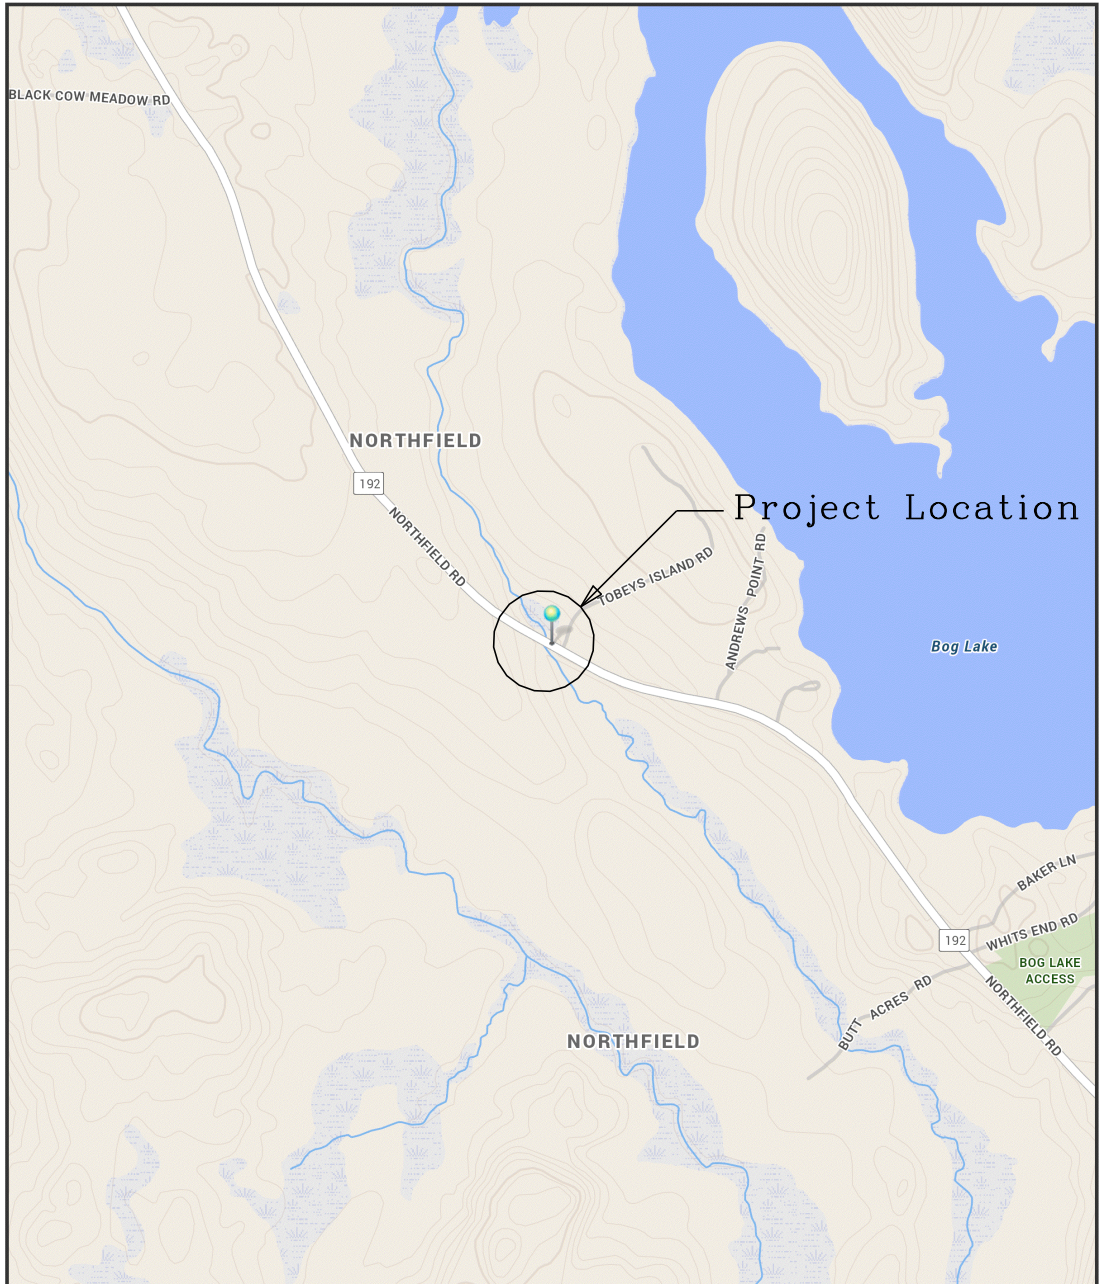 BLACK COW MEADOW RD
NORTHFIELD
192
NORTHFIELD RD
Project Location
TOBEYS ISLAND RD
ANDREWS POINT RD
Bog Lake
BAKER LN
WHITS END RD
192
BOG LAKE
ACCESS
BUTT ACRES RD
NORTHFIELD RD
NORTHFIELD